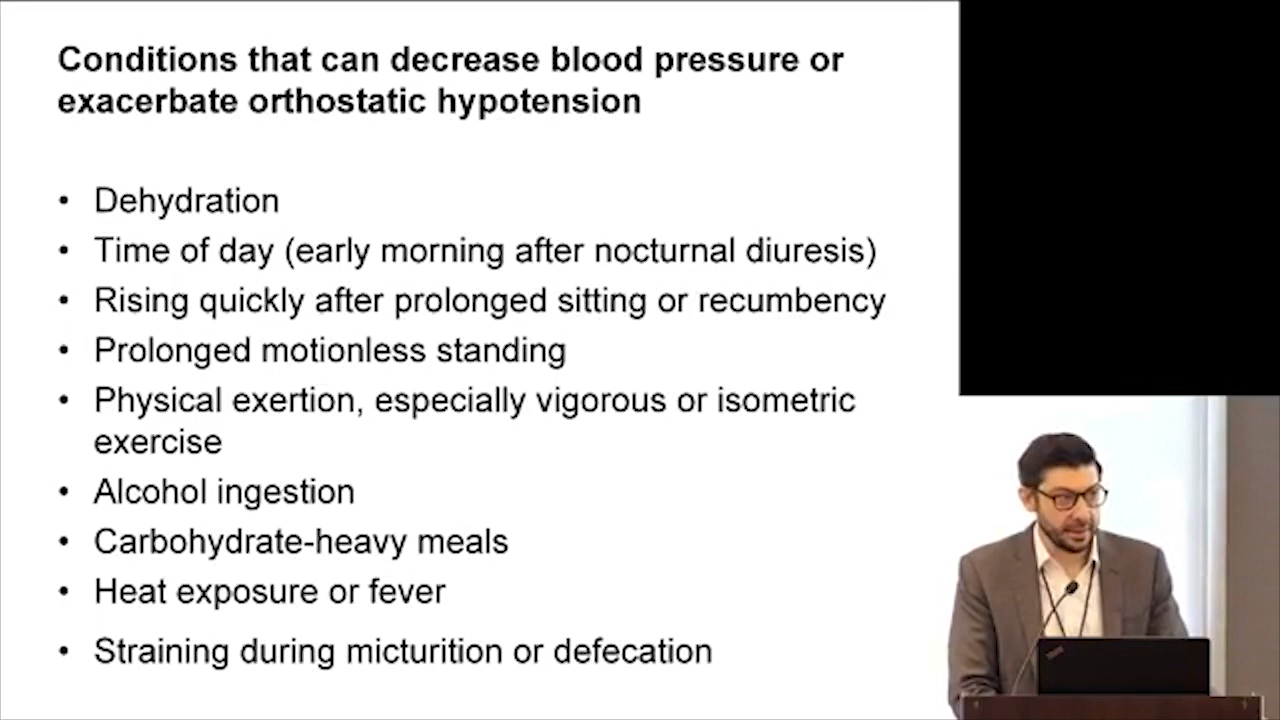 Conditions that can decrease blood pressure or
exacerbate orthostatic hypotension
• Dehydration
• Time of day (early morning after nocturnal diuresis)
• Rising quickly after prolonged sitting or recumbency
• Prolonged motionless standing
• Physical exertion, especially vigorous or isometric
exercise
• Alcohol ingestion
• Carbohydrate-heavy meals
• Heat exposure or fever
• Straining during micturition or defecation